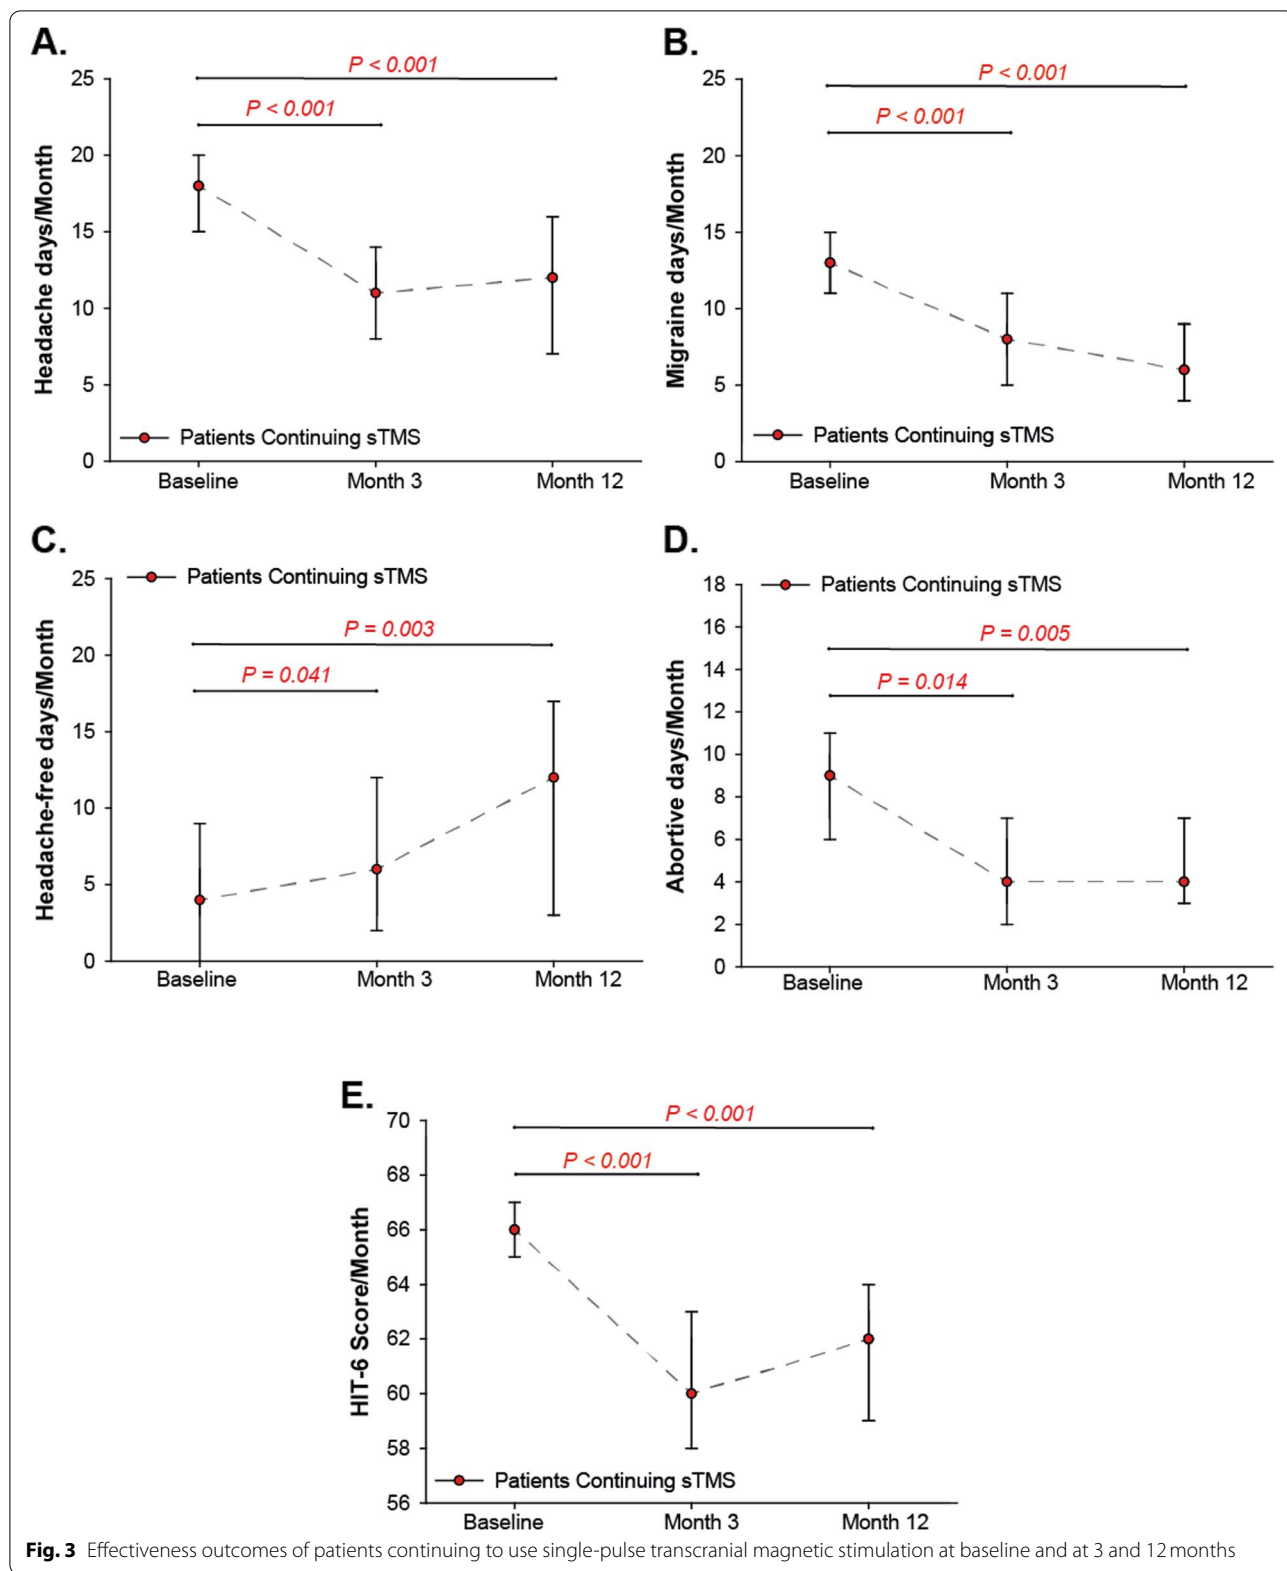 A.
P < 0.001
P < 0.001
25
20
15
10
5
0
Headache days/Month
Patients Continuing sTMS
Baseline Month 3 Month 12
B.
P < 0.001
P < 0.001
25
20
15
10
5
0
Migraine days/Month
Patients Continuing sTMS
Baseline Month 3 Month 12
C.
Patients Continuing sTMS
P = 0.003
P = 0.041
25
20
15
10
5
0
Headache-free days/Month
Baseline Month 3 Month 12
D.
Patients Continuing sTMS
P = 0.005
P = 0.014
18
16
14
12
10
8
6
4
2
0
Abortive days/Month
Baseline Month 3 Month 12
E.
P < 0.001
P < 0.001
70
68
66
64
62
60
58
56
HIT-6 Score/Month
Patients Continuing sTMS
Baseline Month 3 Month 12
Fig. 3 Effectiveness outcomes of patients continuing to use single-pulse transcranial magnetic stimulation at baseline and at 3 and 12 months